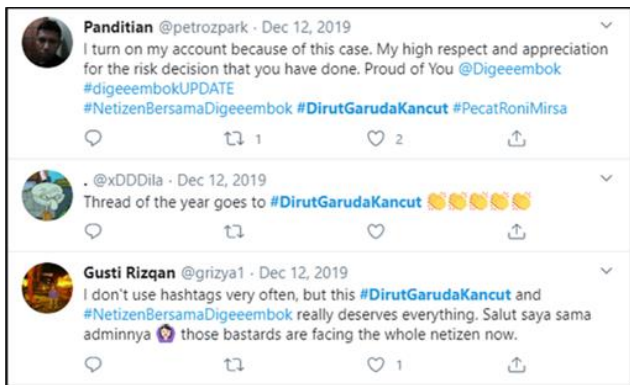 Panditian @petrozpark · Dec 12, 2019
I turn on my account because of this case. My high respect and appreciation
for the risk decision that you have done. Proud of You @Digeeembok
#digeeembokUPDATE
#NetizenBersamaDigeeembok #DirutGarudaKancut #PecatRoniMirsa
1 2
. @xDDDila · Dec 12, 2019
Thread of the year goes to #DirutGarudaKancut 👏👏👏👏👏
Gusti Rizqan @grizya1 · Dec 12, 2019
I don't use hashtags very often, but this #DirutGarudaKancut and
#NetizenBersamaDigeeembok really deserves everything. Salut saya sama
adminnya 🙆🏻‍♀️ those bastards are facing the whole netizen now.
1